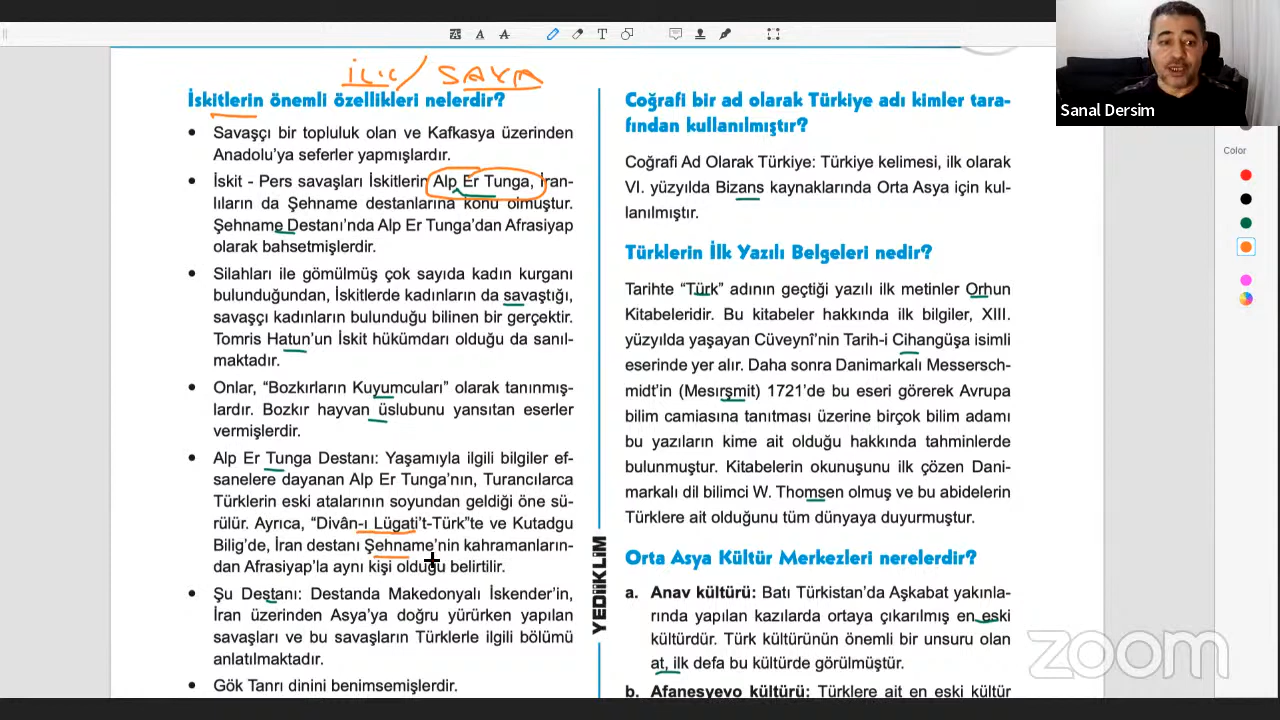 İLK / SAVM
İskitlerin önemli özellikleri nelerdir?
• Savaşçı bir topluluk olan ve Kafkasya üzerinden
Anadolu'ya seferler yapmışlardır.
• İskit - Pers savaşları İskitlerin Alp Er Tunga, İran-
lıların da Şehname destanlarına konu olmuştur.
Şehname Destanı'nda Alp Er Tunga'dan Afrasiyap
olarak bahsetmişlerdir.
• Silahları ile gömülmüş çok sayıda kadın kurganı
bulunduğundan, İskitlerde kadınların da savaştığı,
savaşçı kadınların bulunduğu bilinen bir gerçektir.
Tomris Hatun'un İskit hükümdarı olduğu da sanıl-
maktadır.
• Onlar, “Bozkırların Kuyumcuları” olarak tanınmış-
lardır. Bozkır hayvan üslubunu yansıtan eserler
vermişlerdir.
• Alp Er Tunga Destanı: Yaşamıyla ilgili bilgiler ef-
sanelere dayanan Alp Er Tunga'nın, Turancılarca
Türklerin eski atalarının soyundan geldiği öne sü-
rülür. Ayrıca, “Divân-ı Lügati't-Türk”te ve Kutadgu
Bilig'de, İran destanı Şehname'nin kahramanların-
dan Afrasiyap'la aynı kişi olduğu belirtilir.
• Şu Destanı: Destanda Makedonyalı İskender'in,
İran üzerinden Asya'ya doğru yürürken yapılan
savaşları ve bu savaşların Türklerle ilgili bölümü
anlatılmaktadır.
• Gök Tanrı dinini benimsemişlerdir.
YEDİİKLİM
Coğrafi bir ad olarak Türkiye adı kimler tara-
fından kullanılmıştır?
Coğrafi Ad Olarak Türkiye: Türkiye kelimesi, ilk olarak
VI. yüzyılda Bizans kaynaklarında Orta Asya için kul-
lanılmıştır.
Türklerin İlk Yazılı Belgeleri nedir?
Tarihte “Türk” adının geçtiği yazılı ilk metinler Orhun
Kitabeleridir. Bu kitabeler hakkında ilk bilgiler, XIII.
yüzyılda yaşayan Cüveynî'nin Tarih-i Cihangüşa isimli
eserinde yer alır. Daha sonra Danimarkalı Messersch-
midt'in (Mesırşmit) 1721'de bu eseri görerek Avrupa
bilim camiasına tanıtması üzerine birçok bilim adamı
bu yazıların kime ait olduğu hakkında tahminlerde
bulunmuştur. Kitabelerin okunuşunu ilk çözen Dani-
markalı dil bilimci W. Thomsen olmuş ve bu abidelerin
Türklere ait olduğunu tüm dünyaya duyurmuştur.
Orta Asya Kültür Merkezleri nerelerdir?
a. Anav kültürü: Batı Türkistan'da Aşkabat yakınla-
rında yapılan kazılarda ortaya çıkarılmış en eski
kültürdür. Türk kültürünün önemli bir unsuru olan
at, ilk defa bu kültürde görülmüştür.
b. Afanesyevo kültürü: Türklere ait en eski kültür
Sanal Dersim
Color
zoom